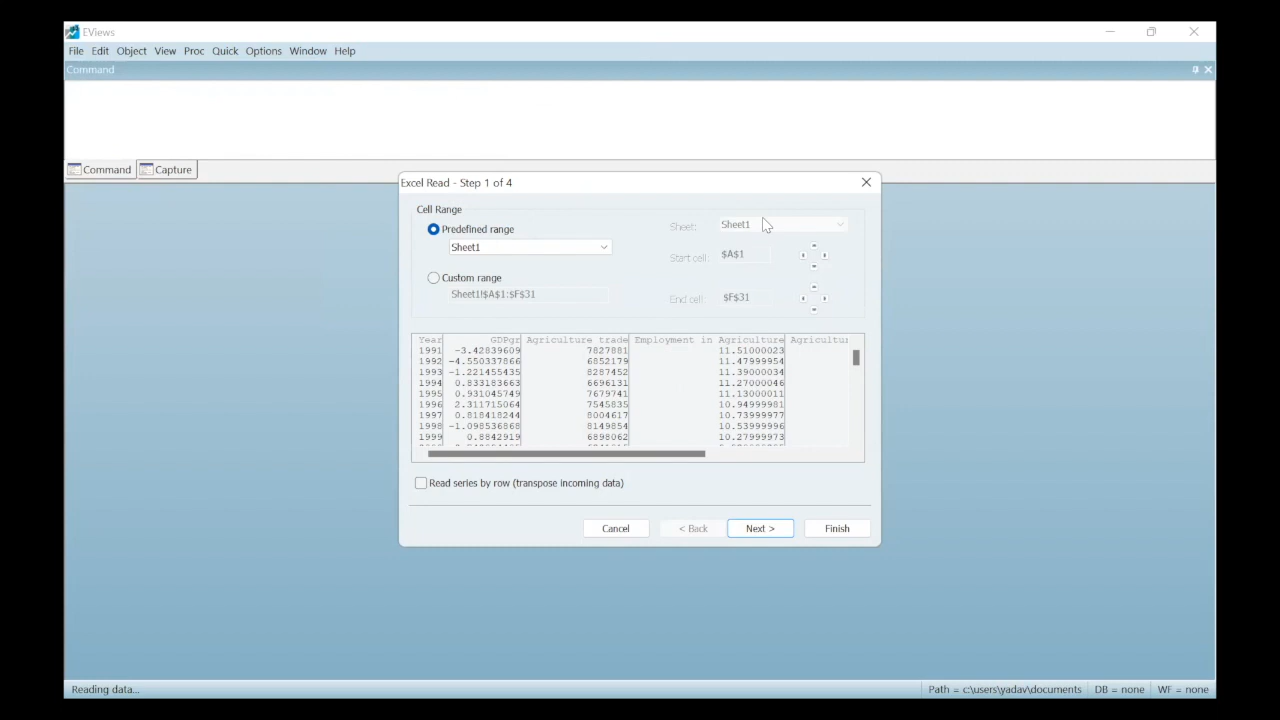 EViews
File Edit Object View Proc Quick Options Window Help
Command
Command Capture
Excel Read - Step 1 of 4
Cell Range
Predefined range
Sheet1
Custom range
Sheet1!$A$1:$F$31
Sheet: Sheet1
Start cell: $A$1
End cell: $F$31
Year GDPgr Agriculture trade Employment in Agriculture Agricultu
1991 -3.42839609 7827881 11.51000023
1992 -4.550337866 6852179 11.47999954
1993 -1.221455435 8287452 11.39000034
1994 0.833183663 6696131 11.27000046
1995 0.931045749 7679741 11.13000011
1996 2.311715064 7545835 10.94999981
1997 0.818418244 8004617 10.73999977
1998 -1.098536868 8149854 10.53999996
1999 0.8842919 6898062 10.27999973
Read series by row (transpose incoming data)
Cancel < Back Next > Finish
Reading data... Path = c:\users\yadav\documents DB = none WF = none